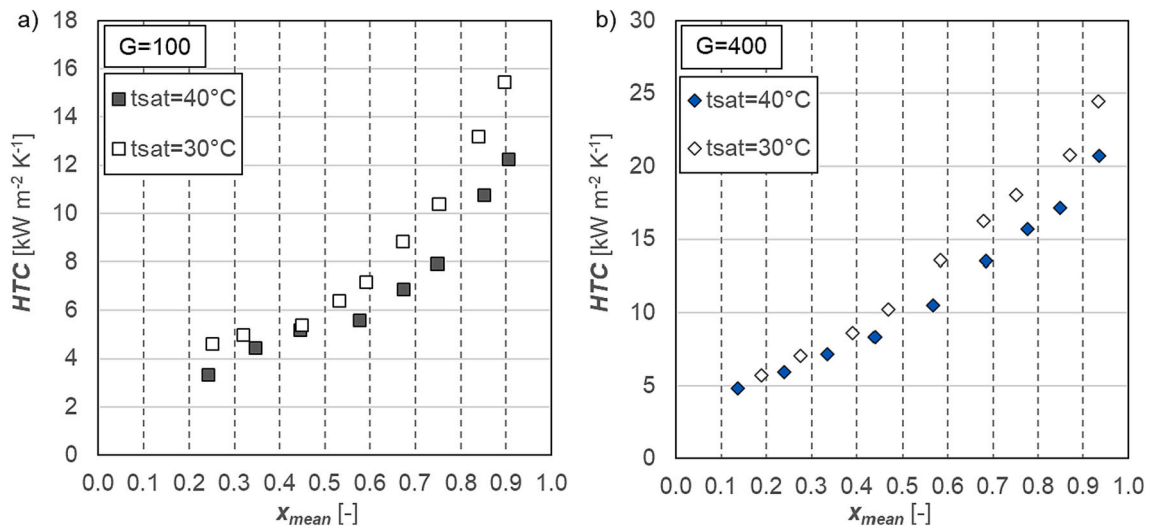 a)
G=100
tsat=40°C
tsat=30°C
HTC [kW m-2 K-1]
18
16
14
12
10
8
6
4
2
0
0.0 0.1 0.2 0.3 0.4 0.5 0.6 0.7 0.8 0.9 1.0
xmean [-]
b)
G=400
tsat=40°C
tsat=30°C
HTC [kW m-2 K-1]
30
25
20
15
10
5
0
0.0 0.1 0.2 0.3 0.4 0.5 0.6 0.7 0.8 0.9 1.0
xmean [-]